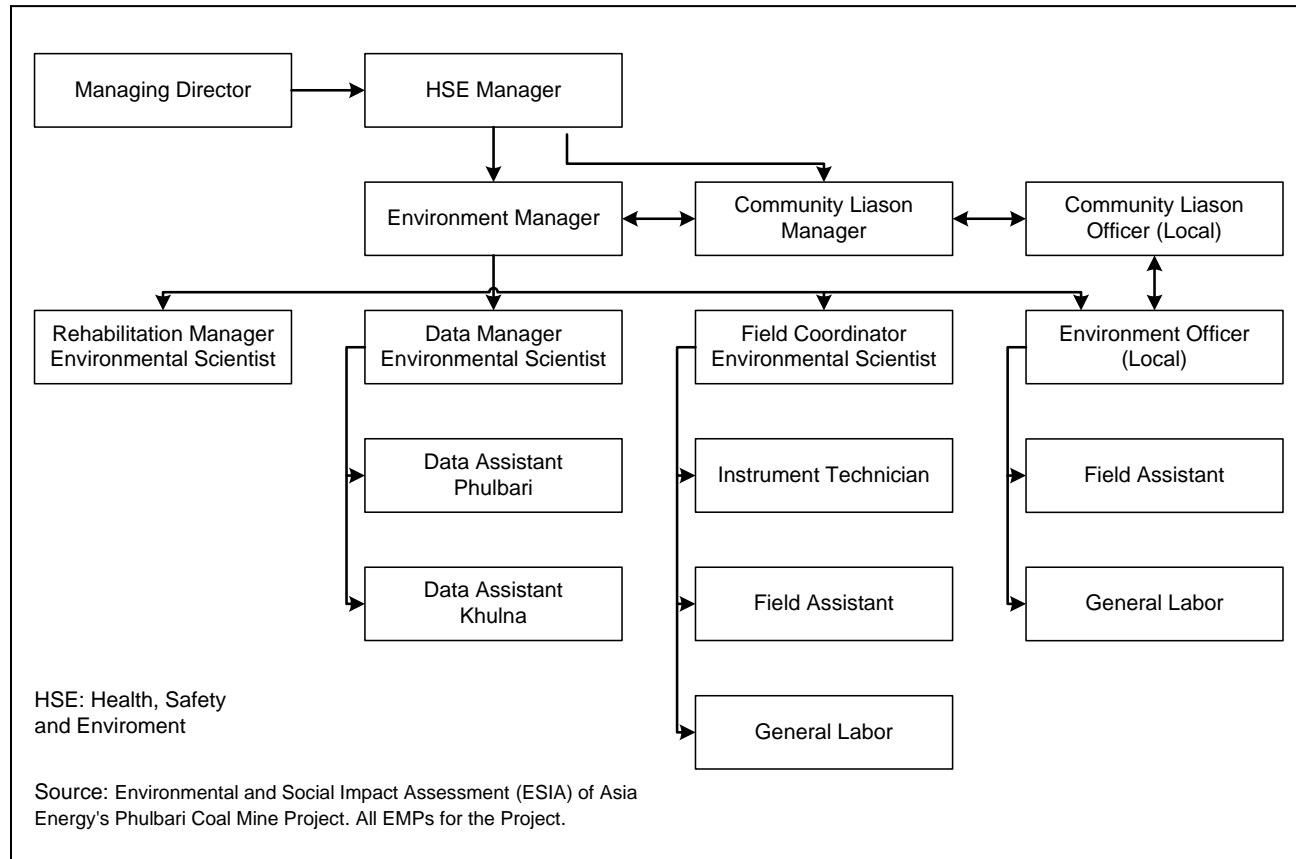 Managing Director
HSE Manager
Environment Manager
Community Liason
Manager
Community Liason
Officer (Local)
Rehabilitation Manager
Environmental Scientist
Data Manager
Environmental Scientist
Field Coordinator
Environmental Scientist
Environment Officer
(Local)
Data Assistant
Phulbari
Instrument Technician
Field Assistant
Data Assistant
Khulna
Field Assistant
General Labor
General Labor
HSE: Health, Safety
and Enviroment
Source: Environmental and Social Impact Assessment (ESIA) of Asia
Energy's Phulbari Coal Mine Project. All EMPs for the Project.